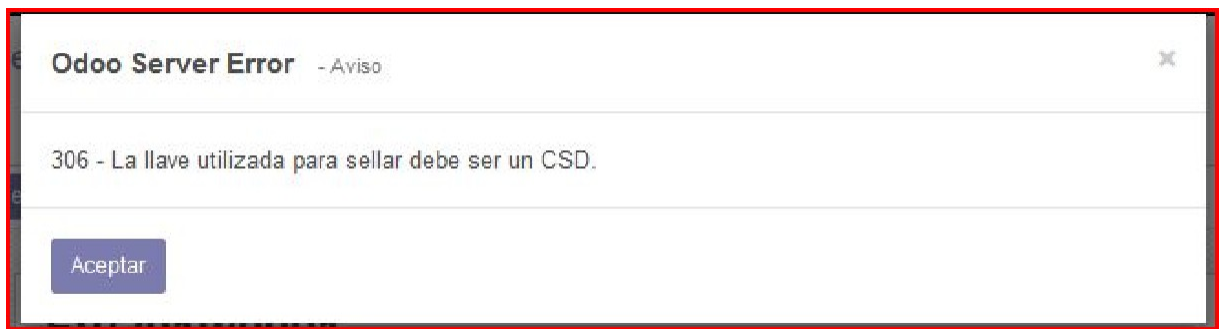 Odoo Server Error - Aviso
×
306 - La llave utilizada para sellar debe ser un CSD.
Aceptar